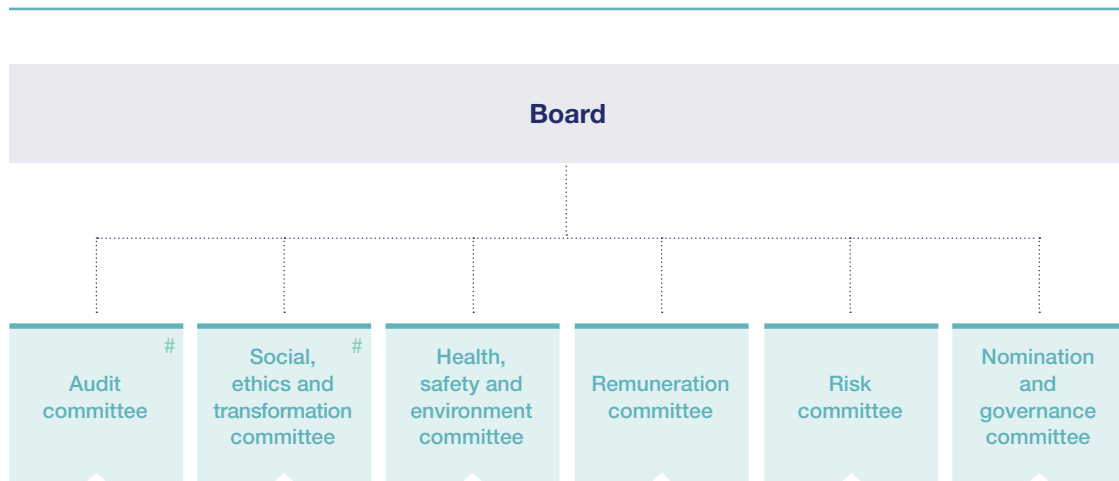 Board
#
Audit
committee
#
Social,
ethics and
transformation
committee
Health,
safety and
environment
committee
Remuneration
committee
Risk
committee
Nomination
and
governance
committee